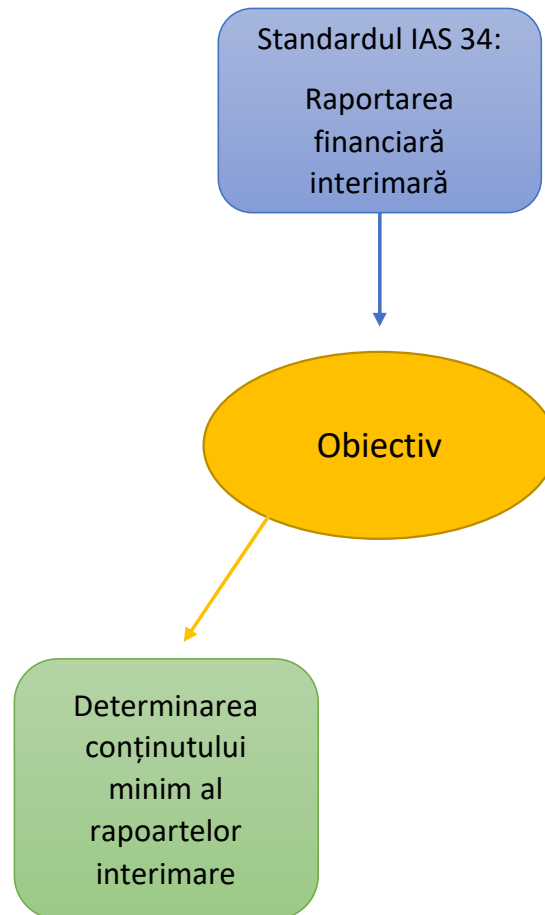 Standardul IAS 34:
Raportarea
financiară
interimară
Obiectiv
Determinarea
conținutului
minim al
rapoartelor
interimare